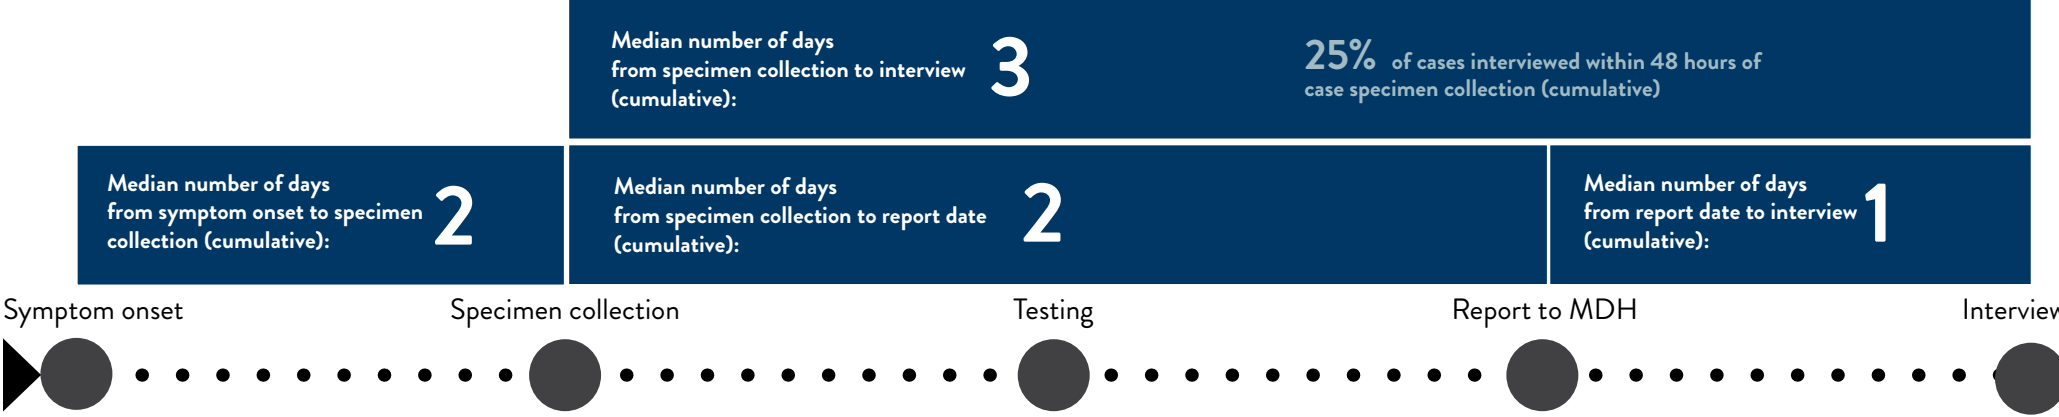 Median number of days
from specimen collection to interview
(cumulative):
3
25% of cases interviewed within 48 hours of
case specimen collection (cumulative)
Median number of days
from symptom onset to specimen
collection (cumulative):
2
Median number of days
from specimen collection to report date
(cumulative):
2
Median number of days
from report date to interview
(cumulative):
1
Symptom onset
Specimen collection
Testing
Report to MDH
Interview